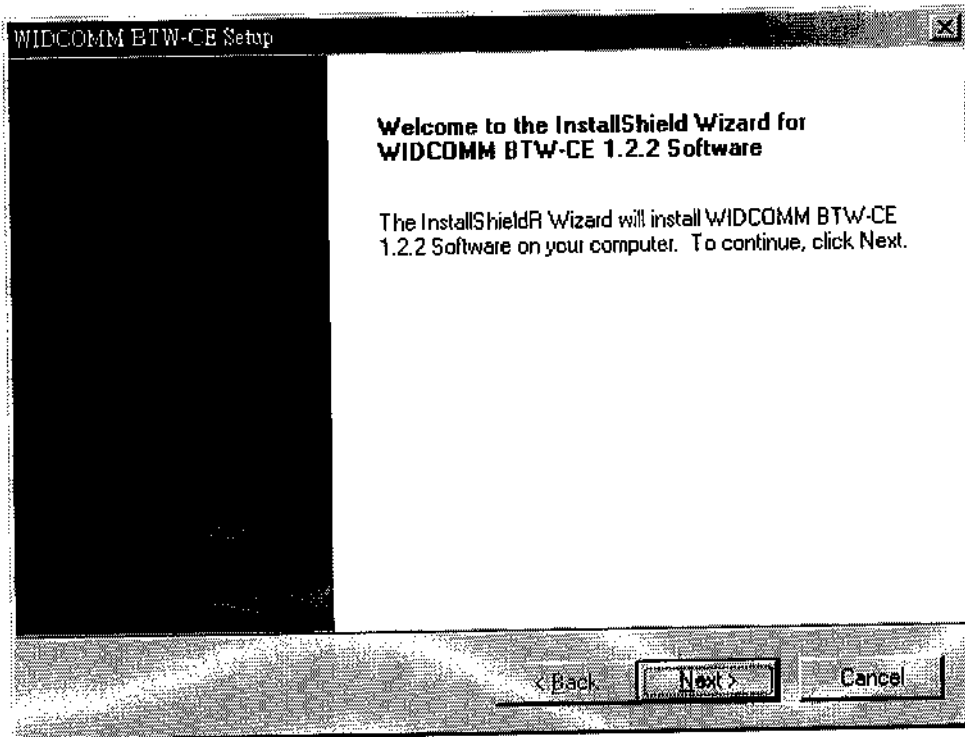 WIDCOMM BTW-CE Setup
Welcome to the InstallShield Wizard for
WIDCOMM BTW-CE 1.2.2 Software
The InstallShieldR Wizard will install WIDCOMM BTW-CE
1.2.2 Software on your computer. To continue, click Next.
< Back
Next >
Cancel